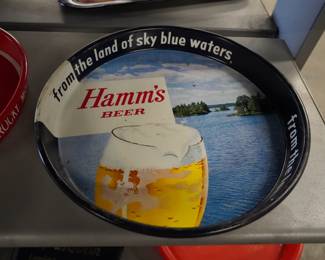 from the land of sky blue waters
Hamm's
BEER
from the